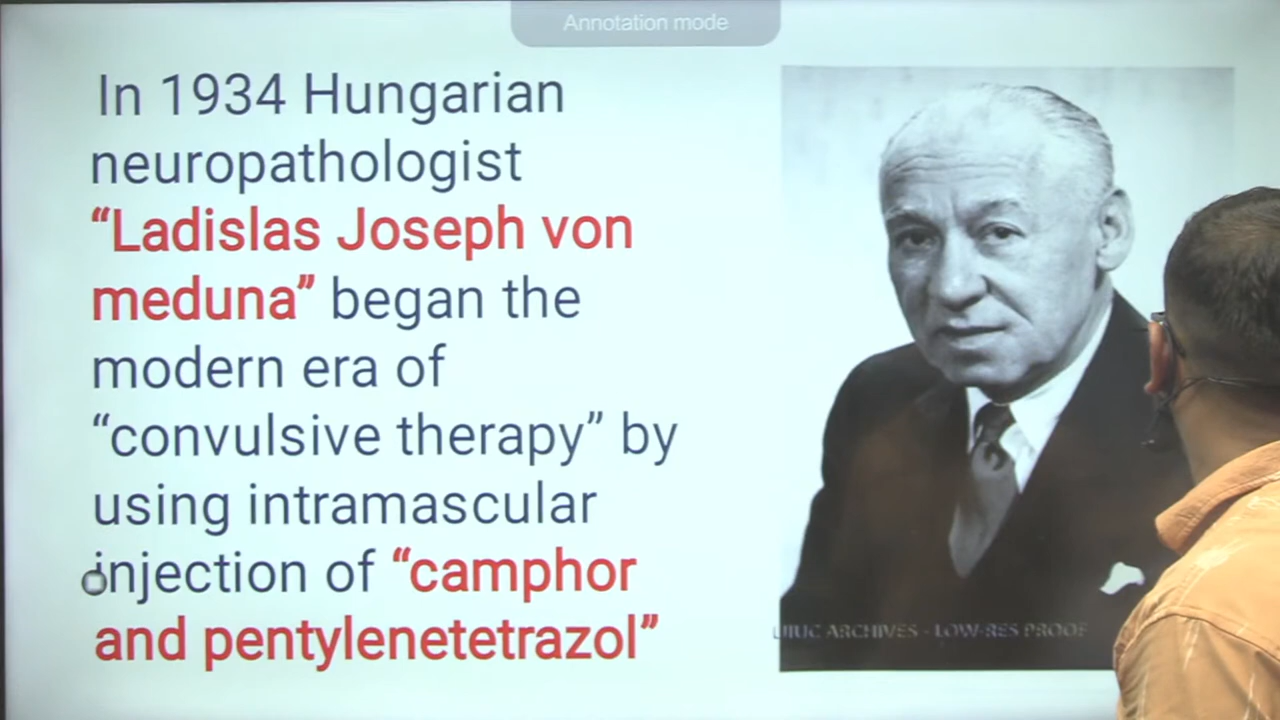 Annotation mode
In 1934 Hungarian
neuropathologist
“Ladislas Joseph von
meduna” began the
modern era of
“convulsive therapy” by
using intramascular
injection of “camphor
and pentylenetetrazol”
UIUC ARCHIVES - LOW-RES PROOF